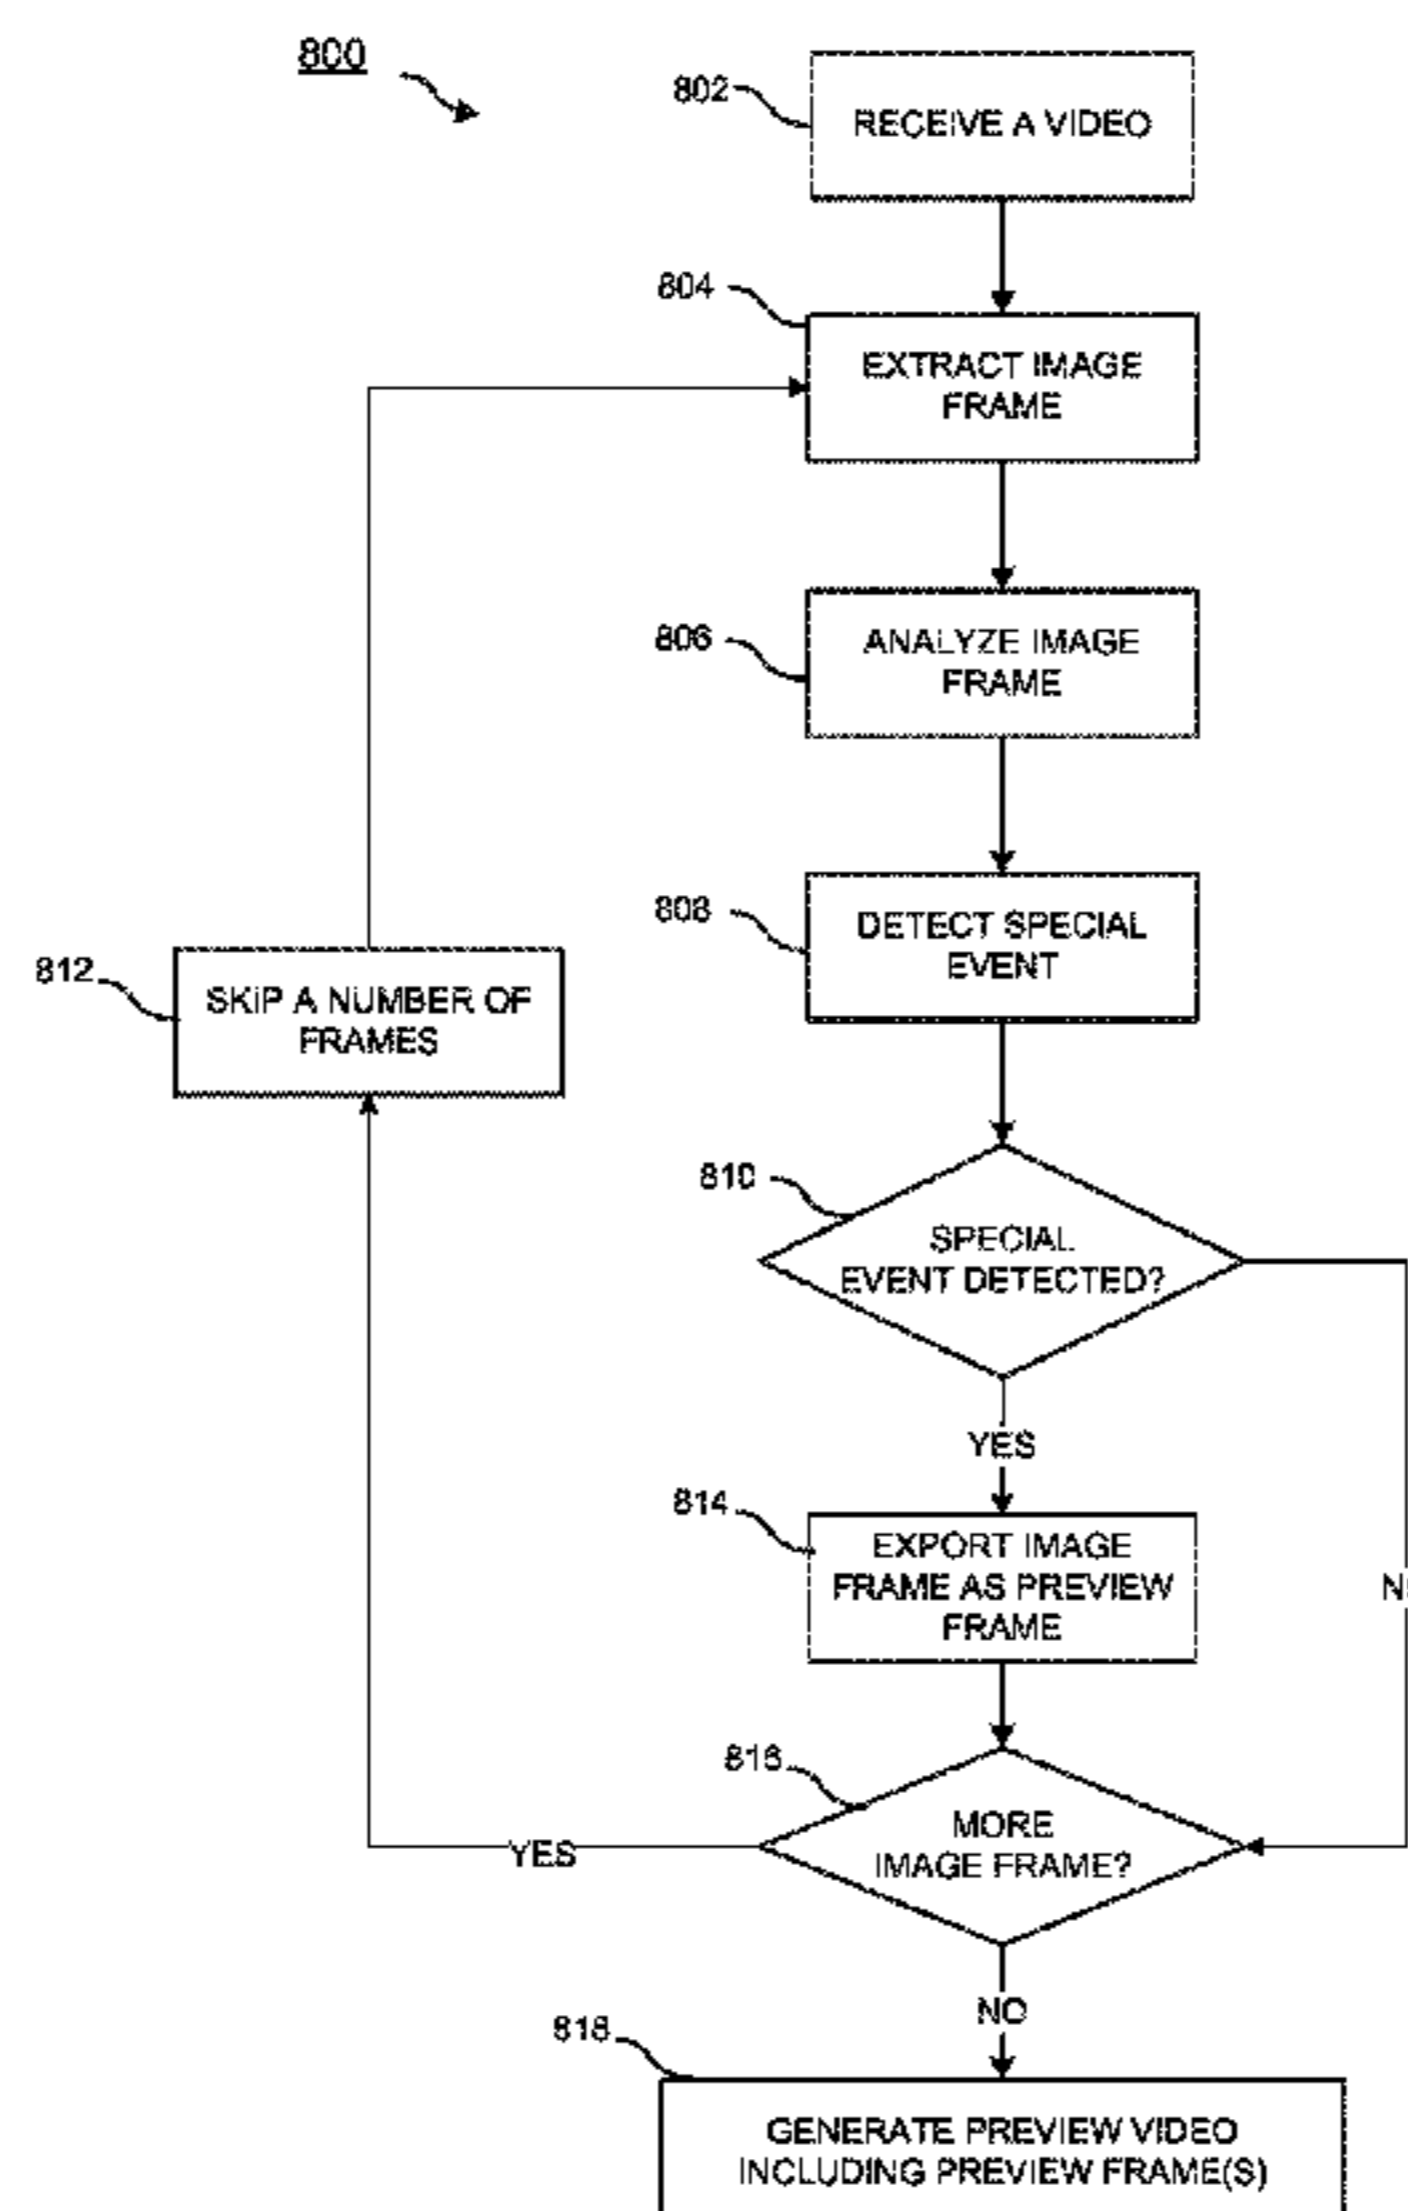 800
802
RECEIVE A VIDEO
804
EXTRACT IMAGE
FRAME
806
ANALYZE IMAGE
FRAME
808
DETECT SPECIAL
EVENT
812
SKIP A NUMBER OF
FRAMES
810
SPECIAL
EVENT DETECTED?
YES
814
EXPORT IMAGE
FRAME AS PREVIEW
FRAME
816
MORE
IMAGE FRAME?
YES
NO
818
GENERATE PREVIEW VIDEO
INCLUDING PREVIEW FRAME(S)